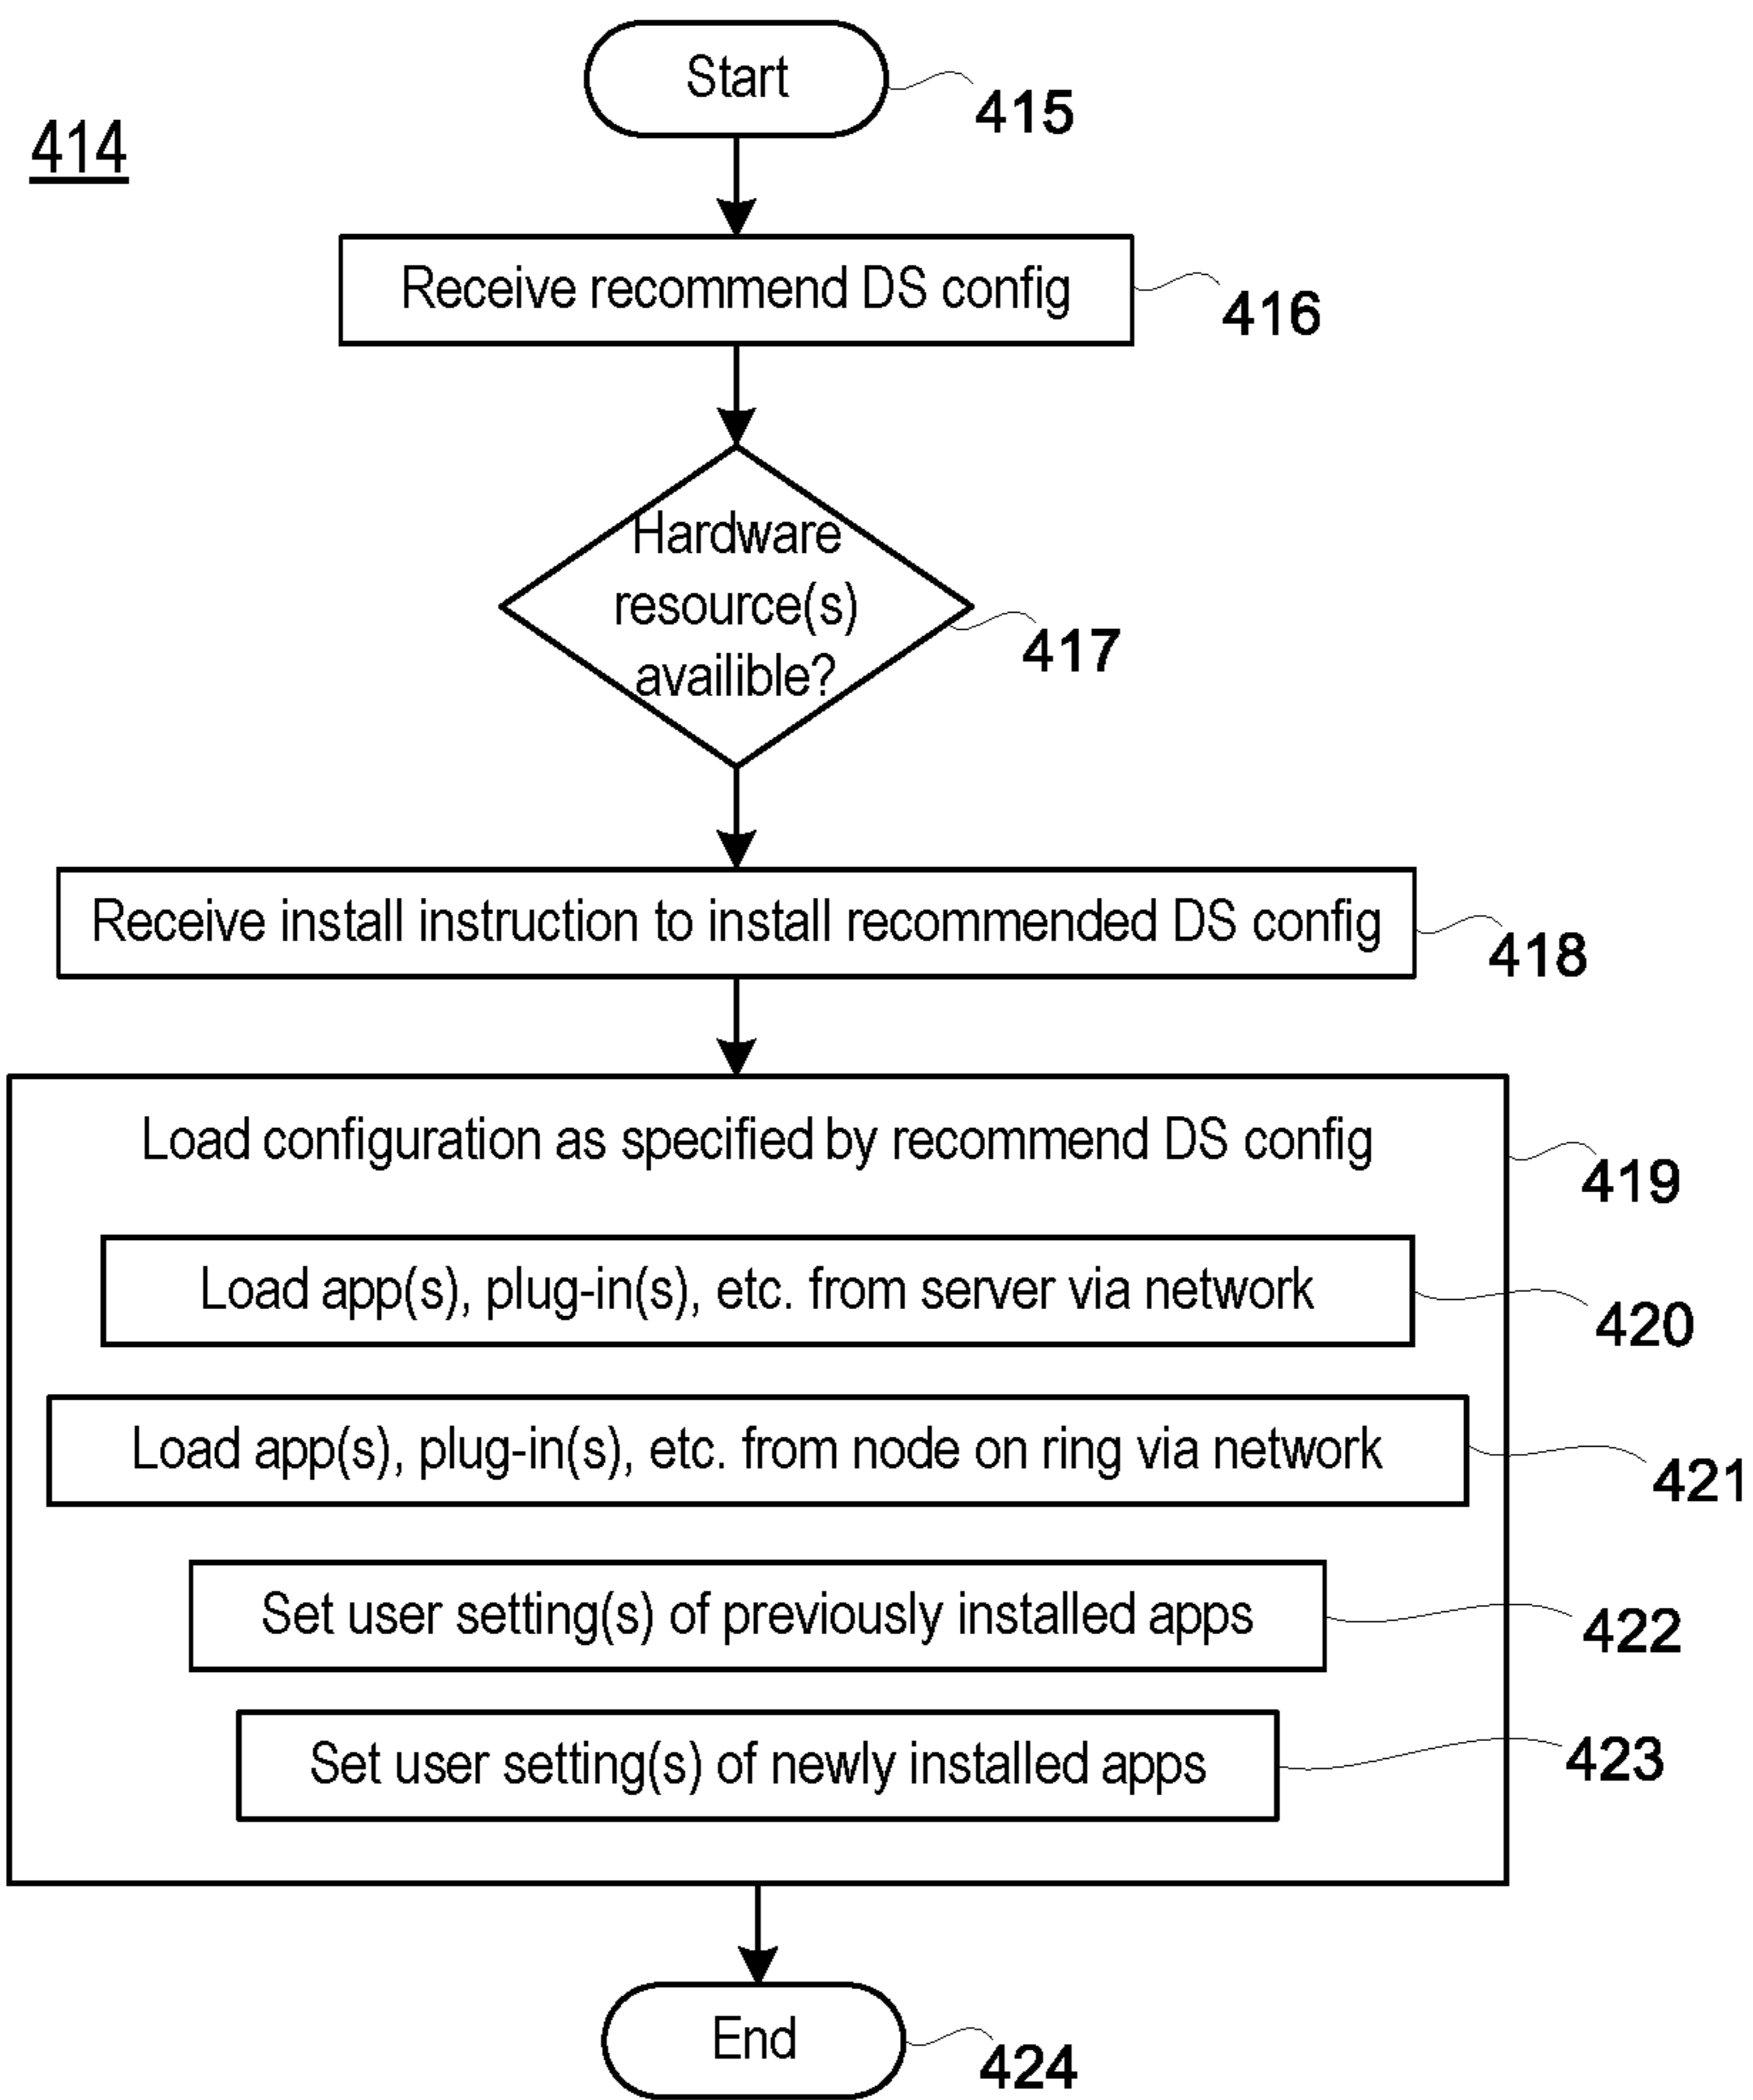 Start
415
414
Receive recommend DS config
416
Hardware
resource(s)
availible?
417
Receive install instruction to install recommended DS config
418
Load configuration as specified by recommend DS config
419
Load app(s), plug-in(s), etc. from server via network
420
Load app(s), plug-in(s), etc. from node on ring via network
421
Set user setting(s) of previously installed apps
422
Set user setting(s) of newly installed apps
423
End
424